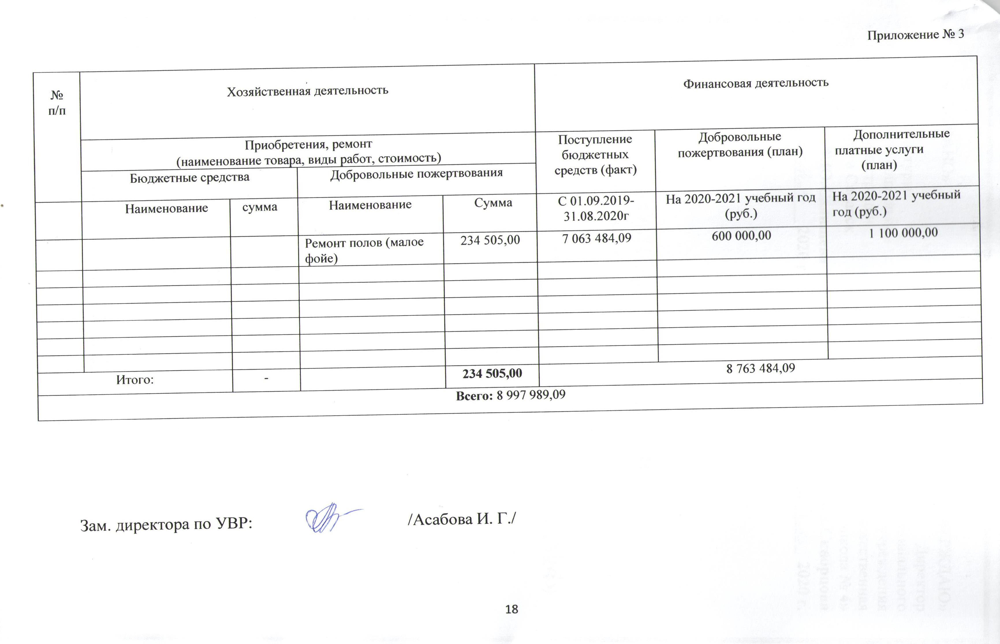 Приложение № 3
№
п/п
Хозяйственная деятельность
Финансовая деятельность
Приобретения, ремонт
(наименование товара, виды работ, стоимость)
Поступление
бюджетных
средств (факт)
Добровольные
пожертвования (план)
Дополнительные
платные услуги
(план)
Бюджетные средства
Добровольные пожертвования
Наименование
сумма
Наименование
Сумма
С 01.09.2019-
31.08.2020г
На 2020-2021 учебный год
(руб.)
На 2020-2021 учебный
год (руб.)
Ремонт полов (малое
фойе)
234 505,00
7 063 484,09
600 000,00
1 100 000,00
Итого:
-
234 505,00
8 763 484,09
Всего: 8 997 989,09
Зам. директора по УВР:
/Асабова И. Г./
18